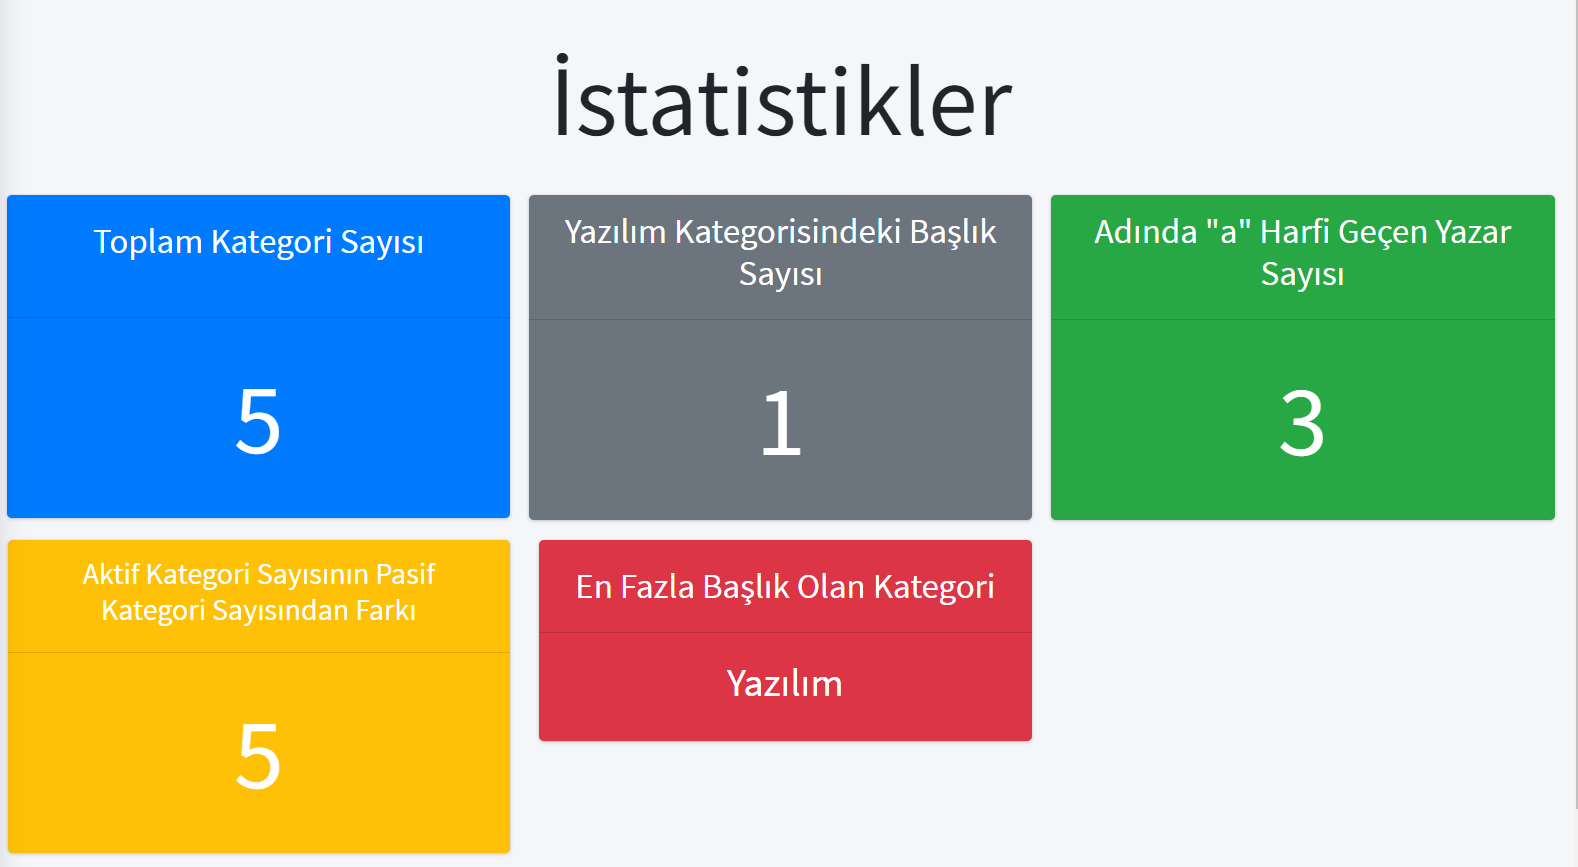 İstatistikler
Toplam Kategori Sayısı
5
Yazılım Kategorisindeki Başlık
Sayısı
1
Adında "a" Harfi Geçen Yazar
Sayısı
3
Aktif Kategori Sayısının Pasif
Kategori Sayısından Farkı
5
En Fazla Başlık Olan Kategori
Yazılım